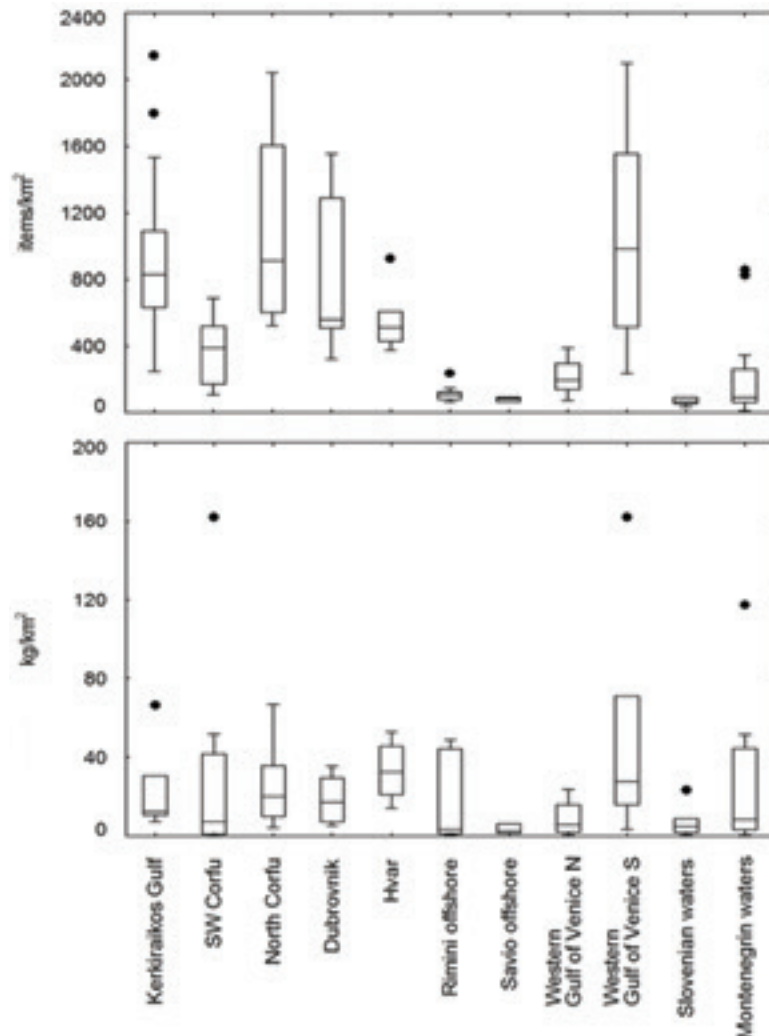 2400
2000
1600
1200
800
400
0
items/km²
200
160
120
80
40
0
kg/km²
Kerkiraikos Gulf
SW Corfu
North Corfu
Dubrovnik
Hvar
Rimini offshore
Savio offshore
Western
Gulf of Venice N
Western
Gulf of Venice S
Slovenian waters
Montenegrin waters